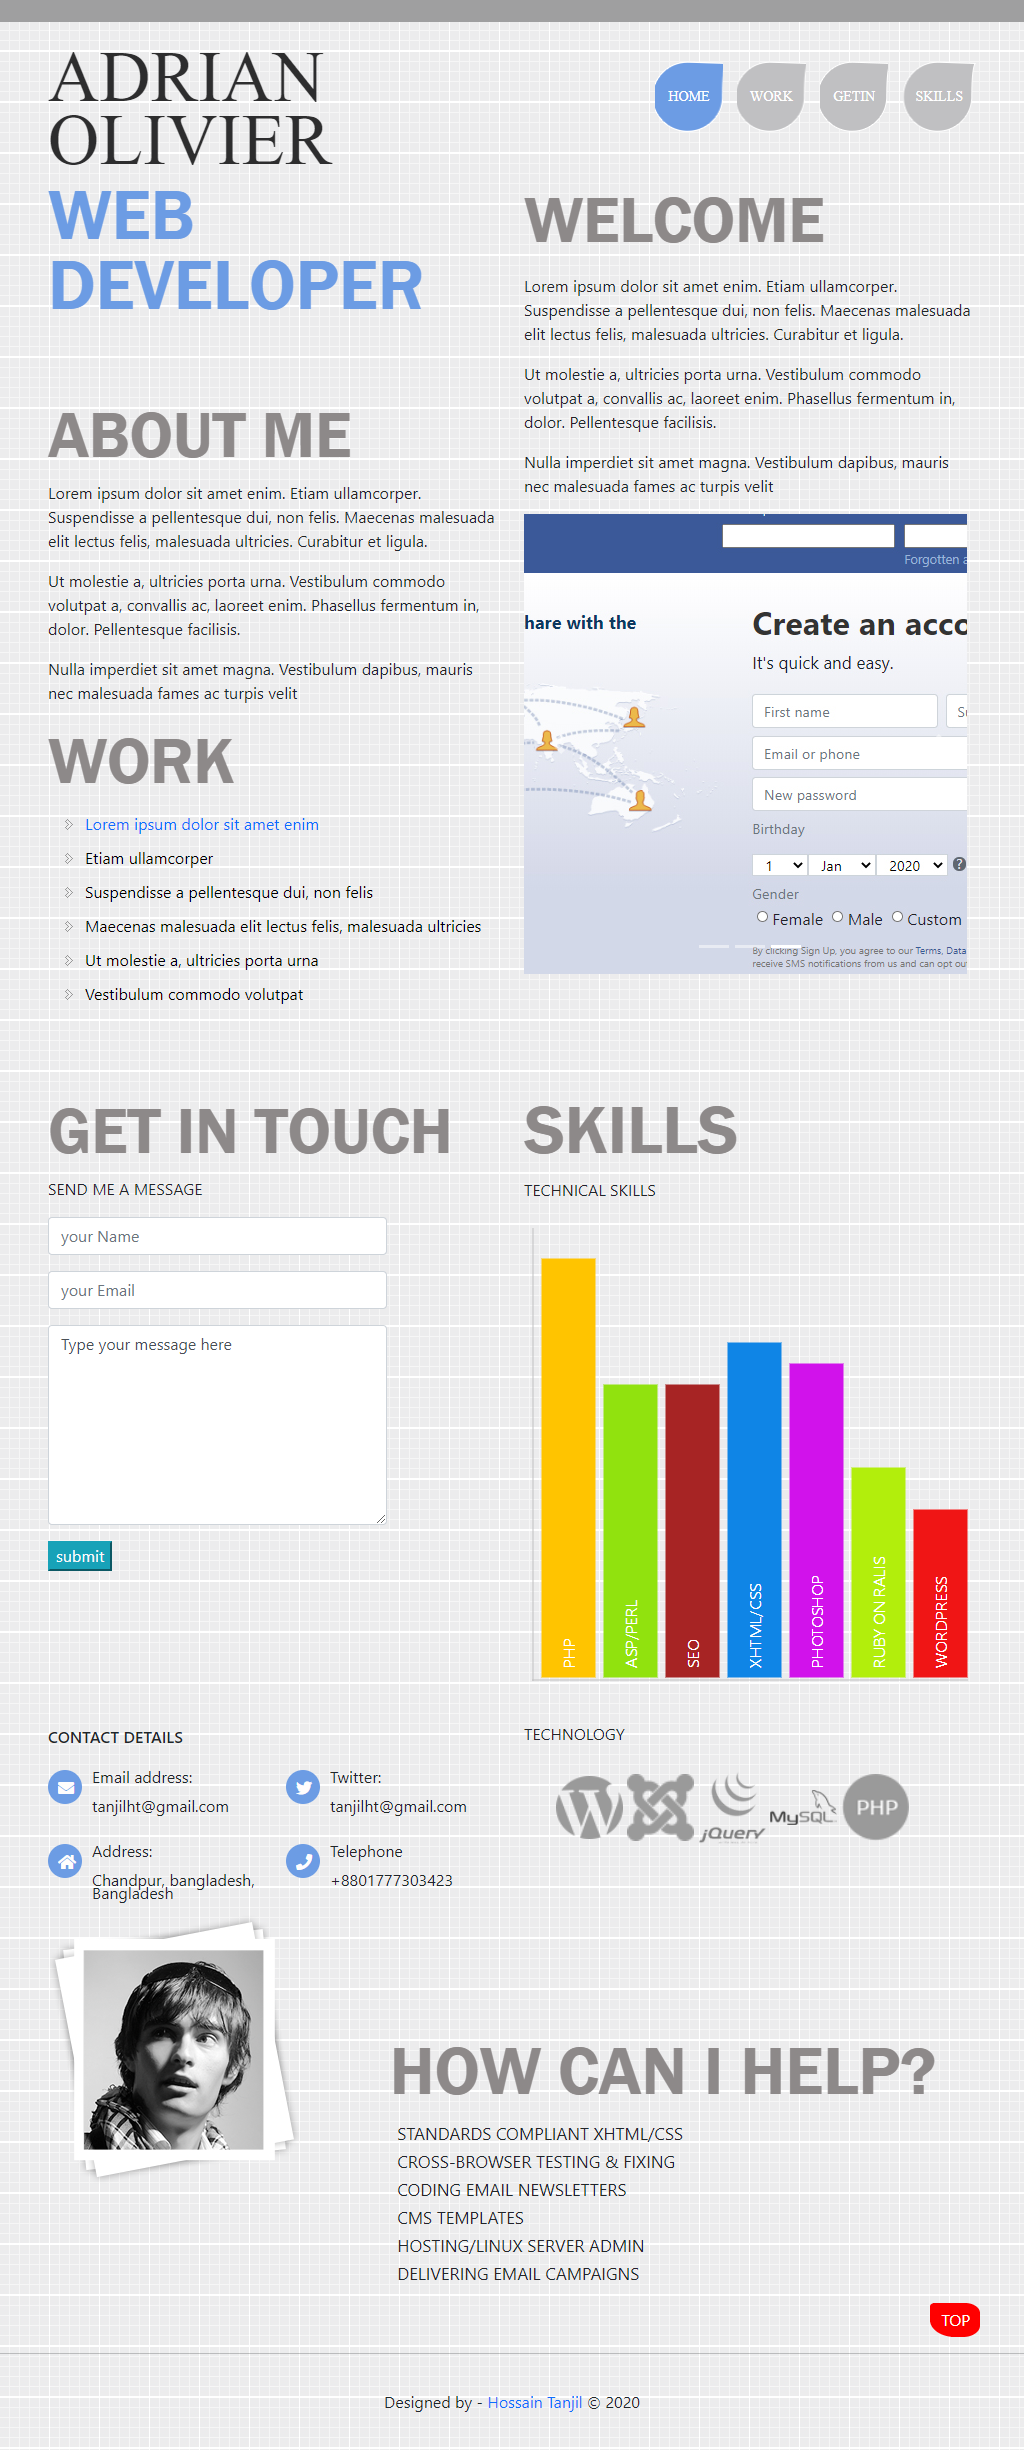 ADRIAN
OLIVIER
WEB
DEVELOPER
HOME
WORK
GETIN
SKILLS
WELCOME
Lorem ipsum dolor sit amet enim. Etiam ullamcorper.
Suspendisse a pellentesque dui, non felis. Maecenas malesuada
elit lectus felis, malesuada ultricies. Curabitur et ligula.
Ut molestie a, ultricies porta urna. Vestibulum commodo
volutpat a, convallis ac, laoreet enim. Phasellus fermentum in,
dolor. Pellentesque facilisis.
Nulla imperdiet sit amet magna. Vestibulum dapibus, mauris
nec malesuada fames ac turpis velit
ABOUT ME
Lorem ipsum dolor sit amet enim. Etiam ullamcorper.
Suspendisse a pellentesque dui, non felis. Maecenas malesuada
elit lectus felis, malesuada ultricies. Curabitur et ligula.
Ut molestie a, ultricies porta urna. Vestibulum commodo
volutpat a, convallis ac, laoreet enim. Phasellus fermentum in,
dolor. Pellentesque facilisis.
Nulla imperdiet sit amet magna. Vestibulum dapibus, mauris
nec malesuada fames ac turpis velit
Forgotten a
hare with the
Create an acco
It's quick and easy.
First name
Su
Email or phone
New password
Birthday
1
Jan
2020
?
Gender
Female
Male
Custom
By clicking Sign Up, you agree to our Terms, Data
receive SMS notifications from us and can opt ou
WORK
Lorem ipsum dolor sit amet enim
Etiam ullamcorper
Suspendisse a pellentesque dui, non felis
Maecenas malesuada elit lectus felis, malesuada ultricies
Ut molestie a, ultricies porta urna
Vestibulum commodo volutpat
GET IN TOUCH
SEND ME A MESSAGE
your Name
your Email
Type your message here
submit
SKILLS
TECHNICAL SKILLS
PHP
ASP/PERL
SEO
XHTML/CSS
PHOTOSHOP
RUBY ON RALIS
WORDPRESS
CONTACT DETAILS
Email address:
tanjilht@gmail.com
Twitter:
tanjilht@gmail.com
Address:
Chandpur, bangladesh,
Bangladesh
Telephone
+8801777303423
TECHNOLOGY
W
jQuery
MySQL
PHP
HOW CAN I HELP?
STANDARDS COMPLIANT XHTML/CSS
CROSS-BROWSER TESTING & FIXING
CODING EMAIL NEWSLETTERS
CMS TEMPLATES
HOSTING/LINUX SERVER ADMIN
DELIVERING EMAIL CAMPAIGNS
TOP
Designed by - Hossain Tanjil © 2020